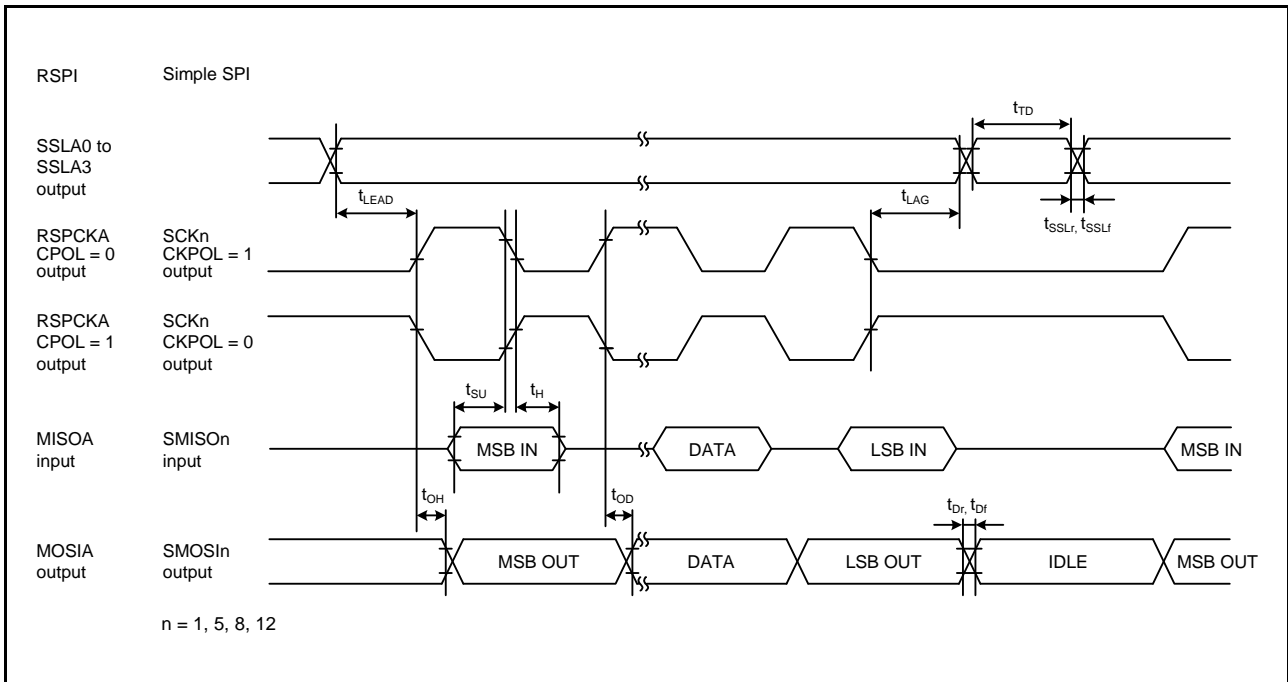 RSPI Simple SPI
tTD
SSLA0 to
SSLA3
output
tLEAD
tLAG
tSSLr, tSSLf
RSPCKA SCKn
CPOL = 0 CKPOL = 1
output output
RSPCKA SCKn
CPOL = 1 CKPOL = 0
output output
tSU tH
MISOA SMISOn
input input
MSB IN DATA LSB IN MSB IN
tOH tOD tDr, tDf
MOSIA SMOSIn
output output
MSB OUT DATA LSB OUT IDLE MSB OUT
n = 1, 5, 8, 12